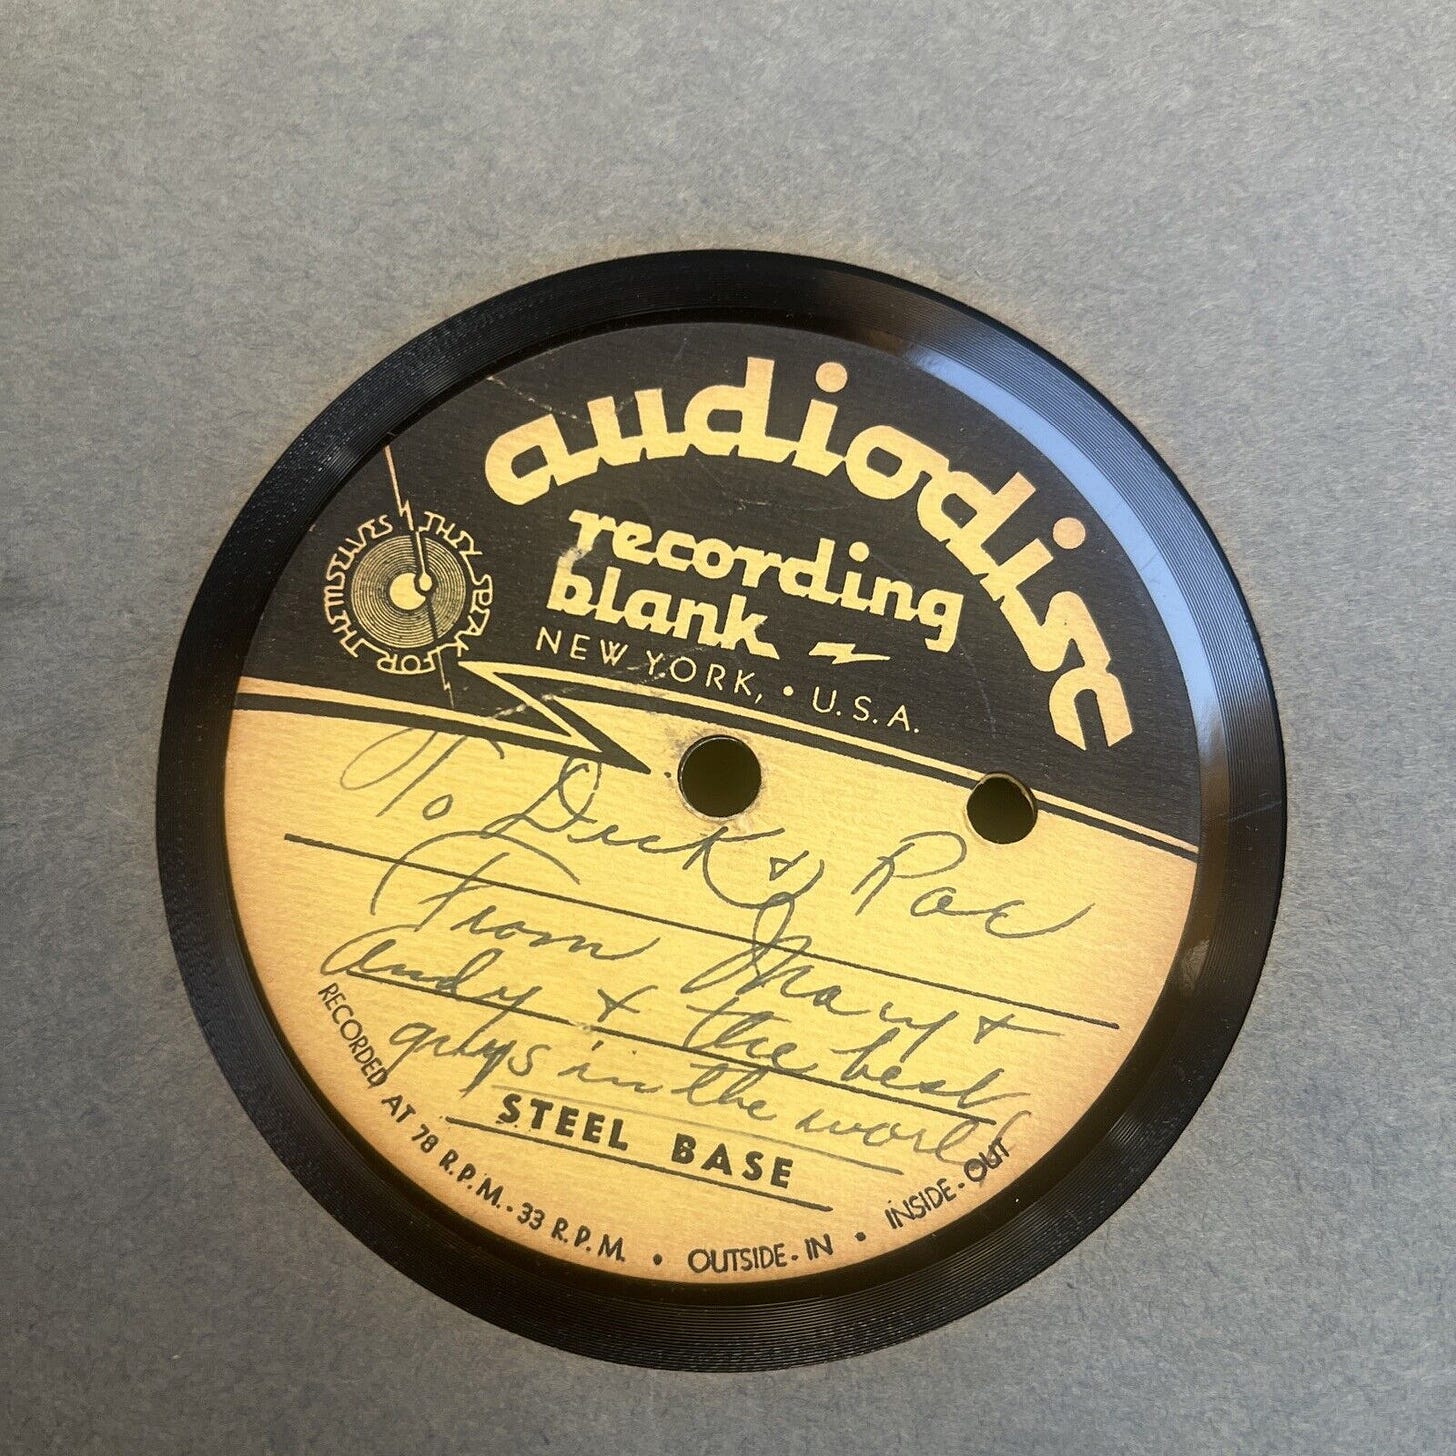 audiodisc
recording
blank
NEW YORK, • U.S.A.
THEY SPEAK FOR THEMSELVES
To Dick & Rae
From Mary &
Andy & the best
guys in the world
STEEL BASE
RECORDED AT 78 R.P.M. - 33 R.P.M. • OUTSIDE - IN • INSIDE - OUT